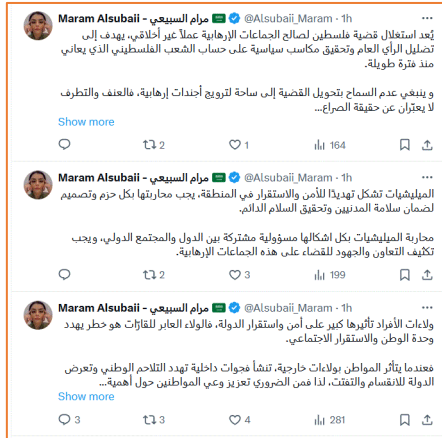 Maram Alsubaii - مرام السبيعي 🇸🇦 @Alsubaii_Maram · 1h
يُعد استغلال قضية فلسطين لصالح الجماعات الإرهابية عملاً غير أخلاقي، يهدف إلى
تضليل الرأي العام وتحقيق مكاسب سياسية على حساب الشعب الفلسطيني الذي يعاني
منذ فترة طويلة.
و ينبغي عدم السماح بتحويل القضية إلى ساحة لترويج أجندات إرهابية، فالعنف والتطرف
لا يعبّران عن حقيقة الصراع...
Show more
2 1 164
Maram Alsubaii - مرام السبيعي 🇸🇦 @Alsubaii_Maram · 1h
الميليشيات تشكل تهديدًا للأمن والاستقرار في المنطقة، يجب محاربتها بكل حزم وتصميم
لضمان سلامة المدنيين وتحقيق السلام الدائم.
محاربة الميليشيات بكل اشكالها مسؤولية مشتركة بين الدول والمجتمع الدولي، ويجب
تكثيف التعاون والجهود للقضاء على هذه الجماعات الإرهابية.
2 3 199
Maram Alsubaii - مرام السبيعي 🇸🇦 @Alsubaii_Maram · 1h
ولاءات الأفراد تأثيرها كبير على أمن واستقرار الدولة، فالولاء العابر للقارّات هو خطر يهدد
وحدة الوطن والاستقرار الاجتماعي.
فعندما يتأثر المواطن بولاءات خارجية، تنشأ فجوات داخلية تهدد التلاحم الوطني وتعرض
الدولة للانقسام والتفتت، لذا فمن الضروري تعزيز وعي المواطنين حول أهمية...
Show more
3 3 4 281